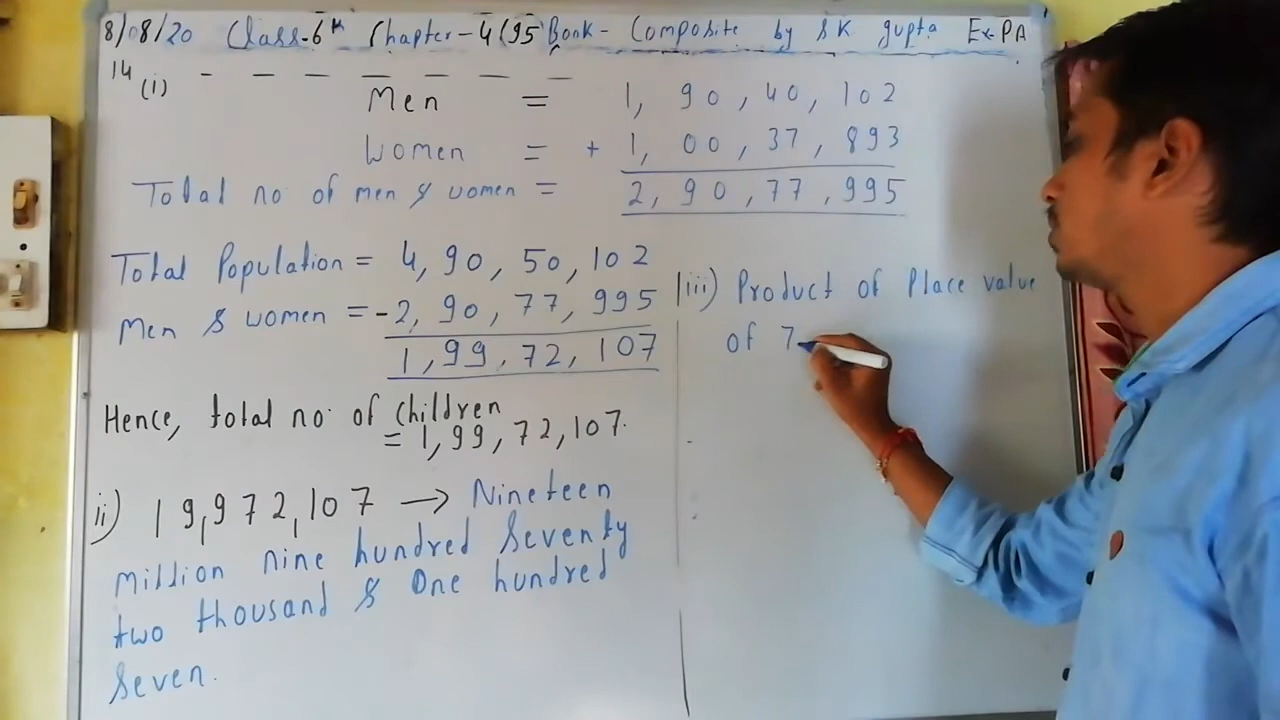 8/08/20 Class-6th Chapter-4(95 Book- Composite by SK gupta Ex-PA
14 (i) - - - - - - -
Men = 1,90,40,102
Women = + 1,00,37,893
Total no of men & women = 2,90,77,995
Total Population = 4,90,50,102
Men & women = -2,90,77,995
1,99,72,107
Hence, total no. of children
= 1,99,72,107.
ii) 19,972,107 → Nineteen
million nine hundred Seventy
two thousand & One hundred
Seven.
iii) Product of Place value
of 7